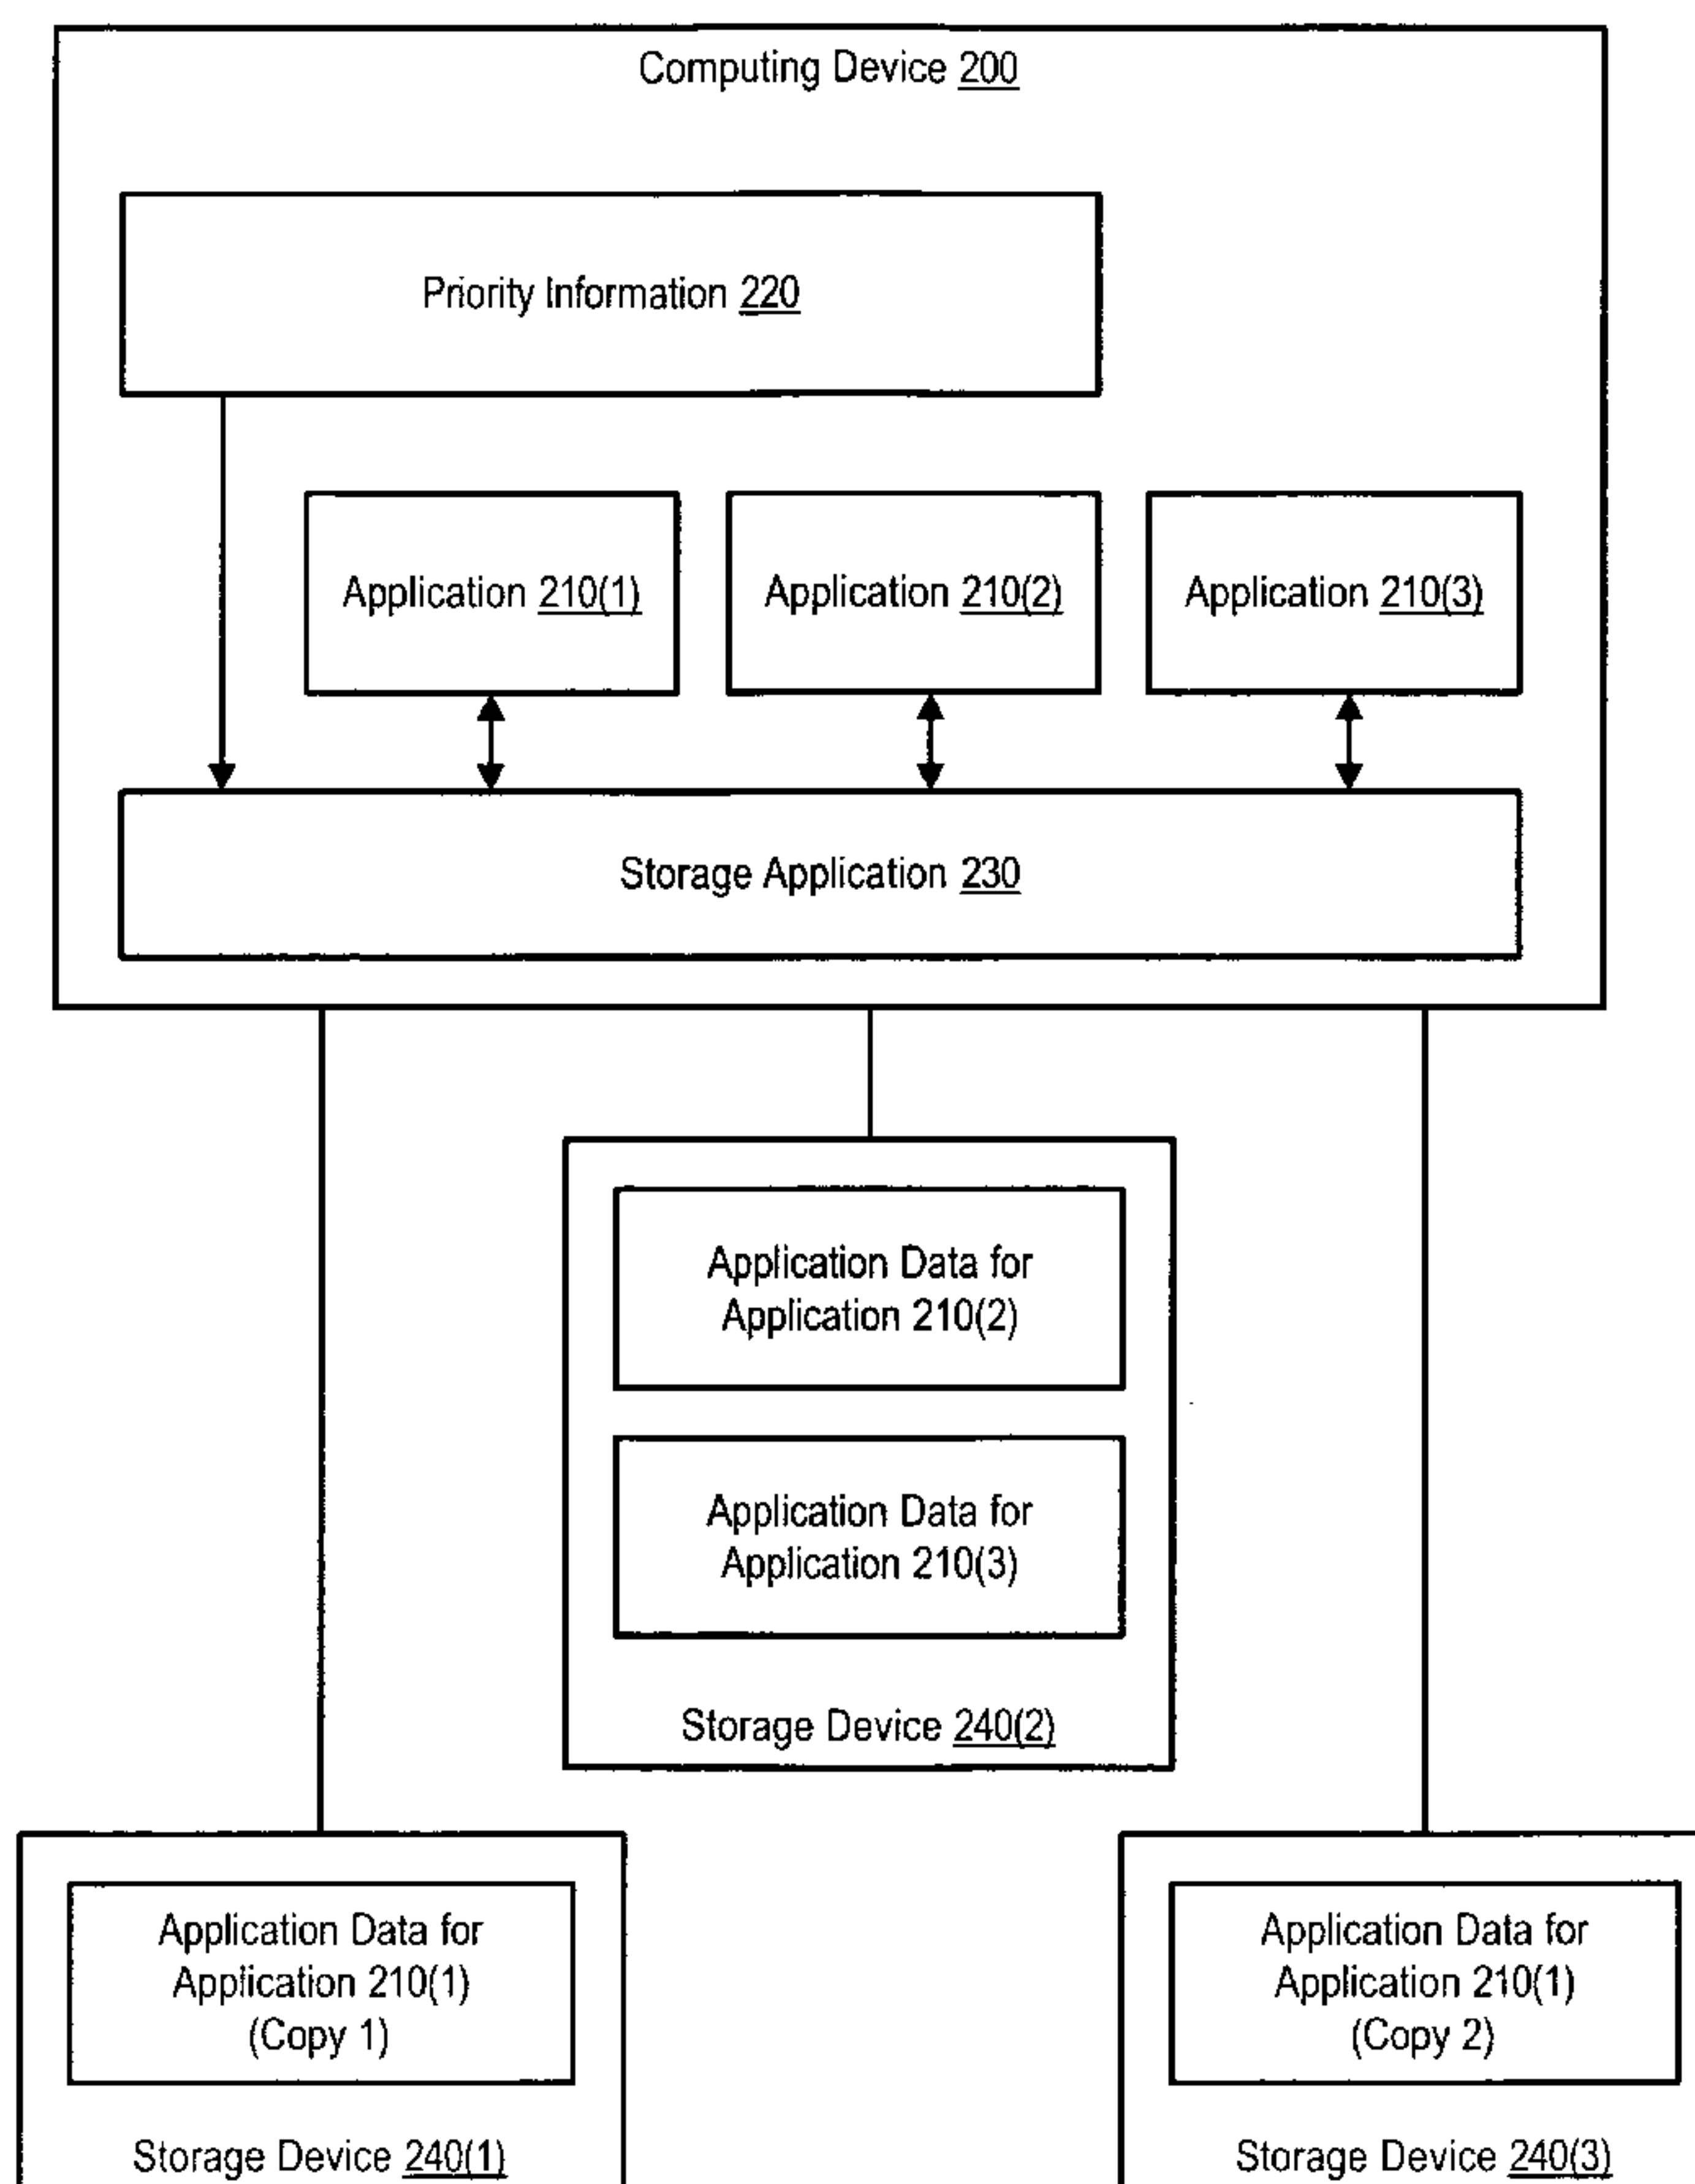 Computing Device 200
Priority Information 220
Application 210(1)
Application 210(2)
Application 210(3)
Storage Application 230
Application Data for
Application 210(2)
Application Data for
Application 210(3)
Storage Device 240(2)
Application Data for
Application 210(1)
(Copy 1)
Storage Device 240(1)
Application Data for
Application 210(1)
(Copy 2)
Storage Device 240(3)